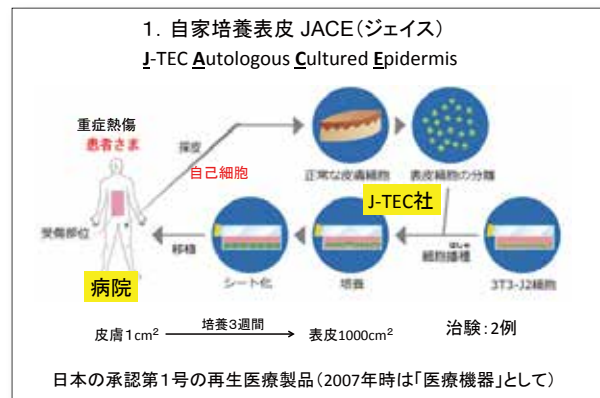 1. 自家培養表皮 JACE(ジェイス)
J-TEC Autologous Cultured Epidermis
重症熱傷
患者さま
採皮
自己細胞
正常な皮膚細胞
表皮細胞の分離
J-TEC社
受傷部位
移植
はしゅ
細胞播種
病院
シート化
培養
3T3-J2細胞
皮膚1cm²
培養3週間
表皮1000cm²
治験:2例
日本の承認第1号の再生医療製品(2007年時は「医療機器」として)